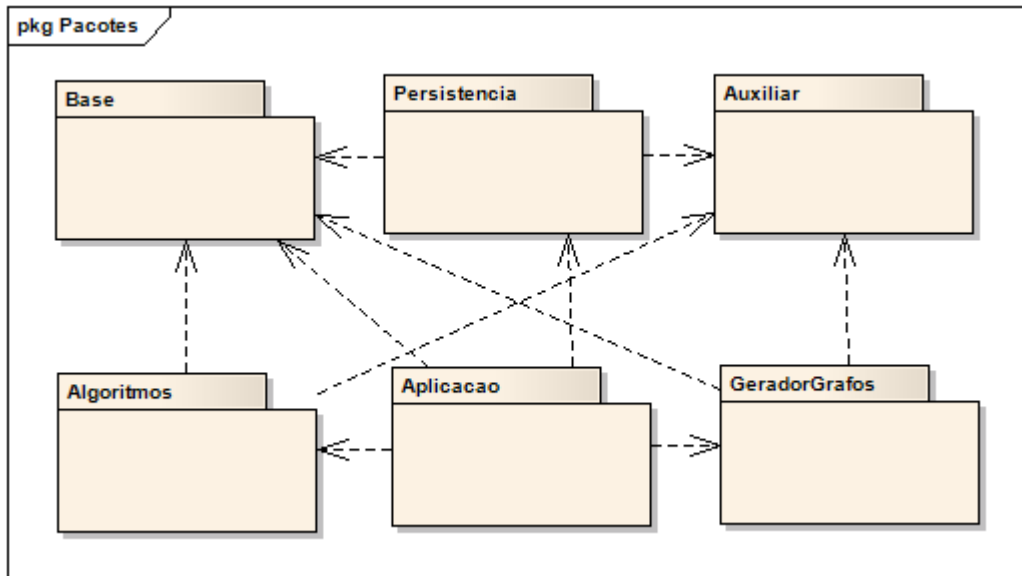 pkg Pacotes
Base
Persistencia
Auxiliar
Algoritmos
Aplicacao
GeradorGrafos